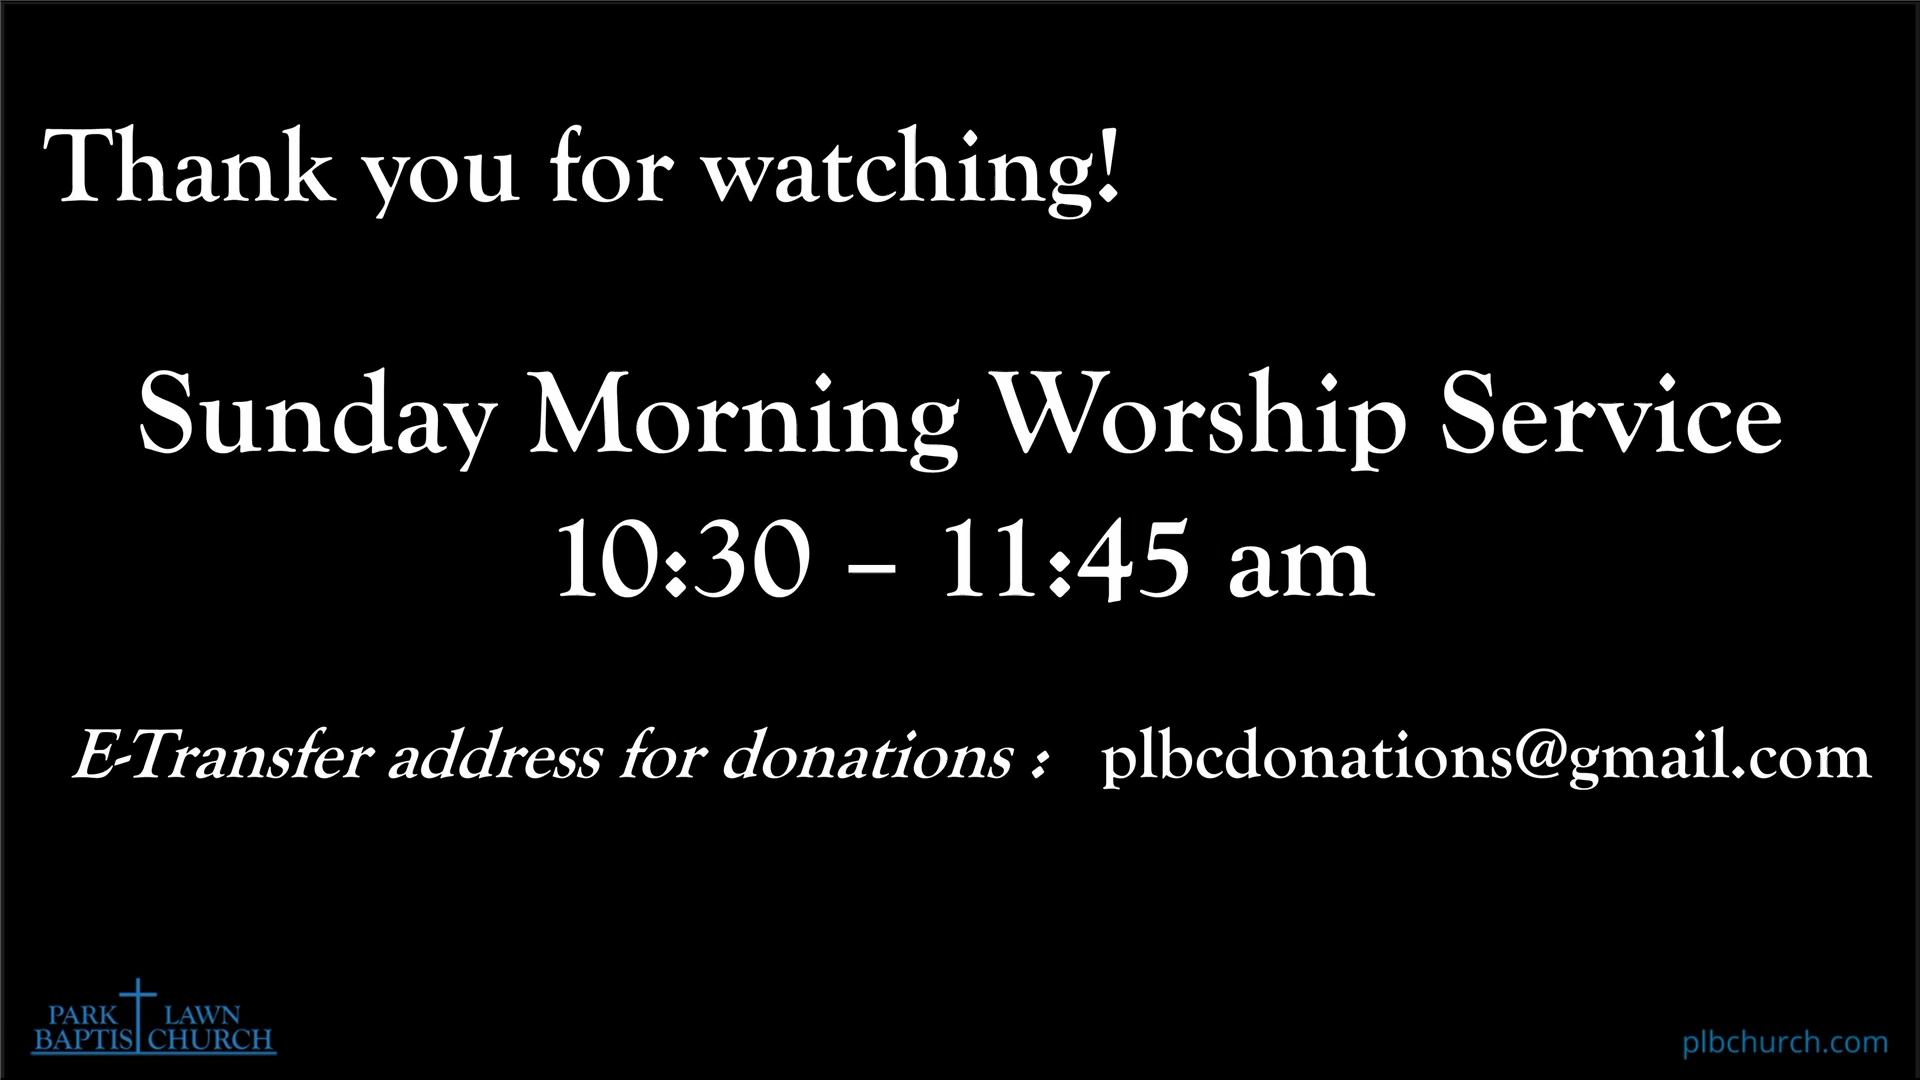 Thank you for watching!
Sunday Morning Worship Service
10:30 – 11:45 am
E-Transfer address for donations : plbcdonations@gmail.com
PARK LAWN
BAPTIST CHURCH
plbchurch.com